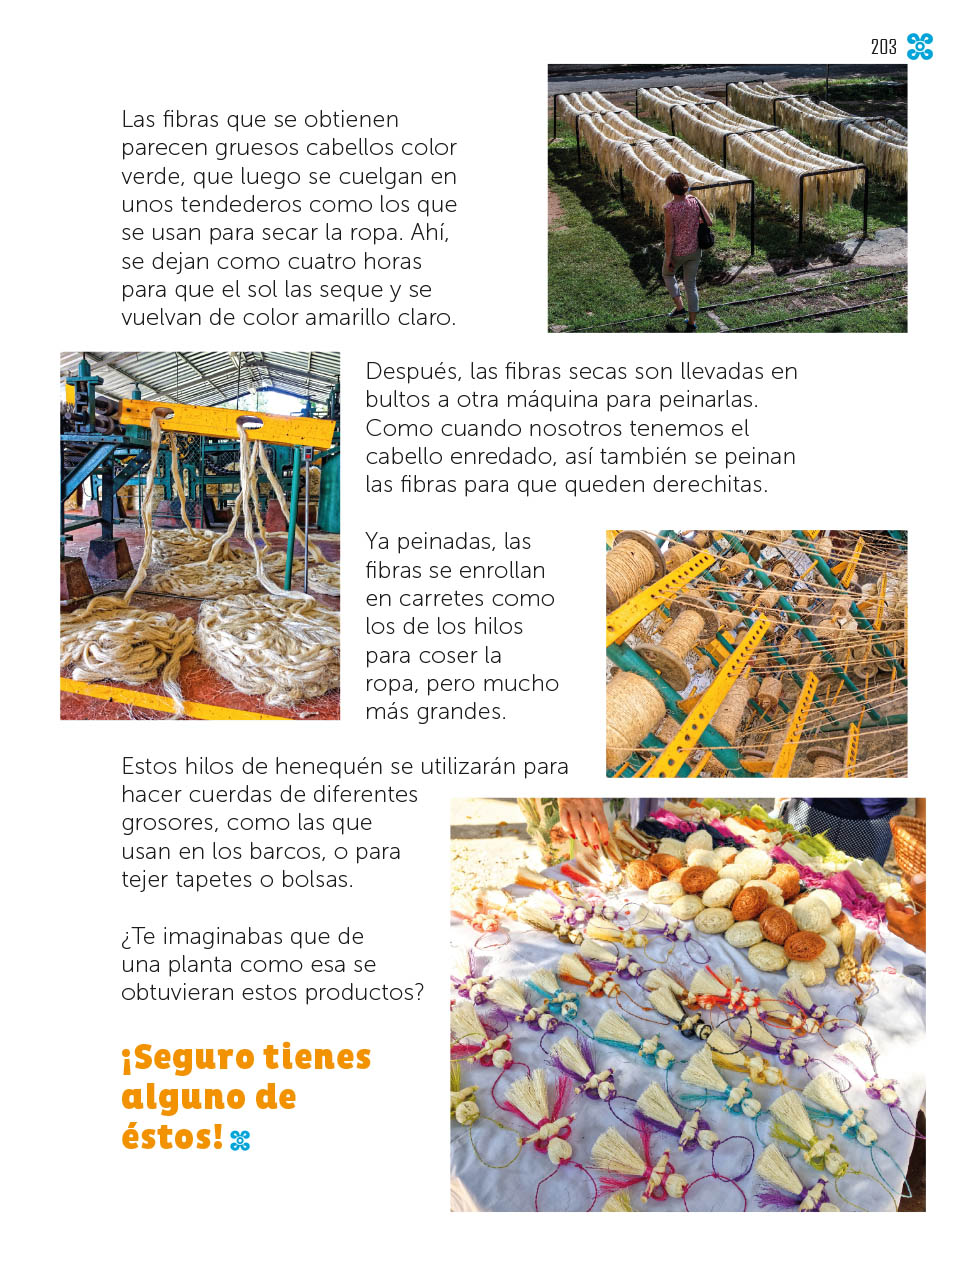 203
Las fibras que se obtienen
parecen gruesos cabellos color
verde, que luego se cuelgan en
unos tendederos como los que
se usan para secar la ropa. Ahí,
se dejan como cuatro horas
para que el sol las seque y se
vuelvan de color amarillo claro.
Después, las fibras secas son llevadas en
bultos a otra máquina para peinarlas.
Como cuando nosotros tenemos el
cabello enredado, así también se peinan
las fibras para que queden derechitas.
Ya peinadas, las
fibras se enrollan
en carretes como
los de los hilos
para coser la
ropa, pero mucho
más grandes.
Estos hilos de henequén se utilizarán para
hacer cuerdas de diferentes
grosores, como las que
usan en los barcos, o para
tejer tapetes o bolsas.
¿Te imaginabas que de
una planta como esa se
obtuvieran estos productos?
¡Seguro tienes
alguno de
éstos!